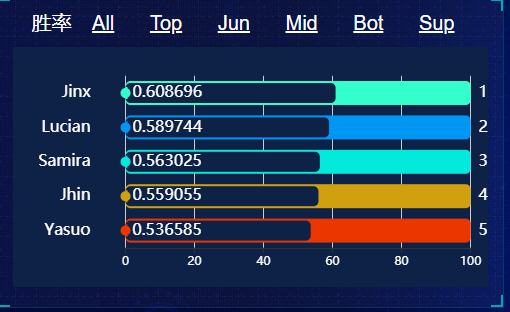 胜率 All Top Jun Mid Bot Sup
Jinx 0.608696 1
Lucian 0.589744 2
Samira 0.563025 3
Jhin 0.559055 4
Yasuo 0.536585 5
0 20 40 60 80 100